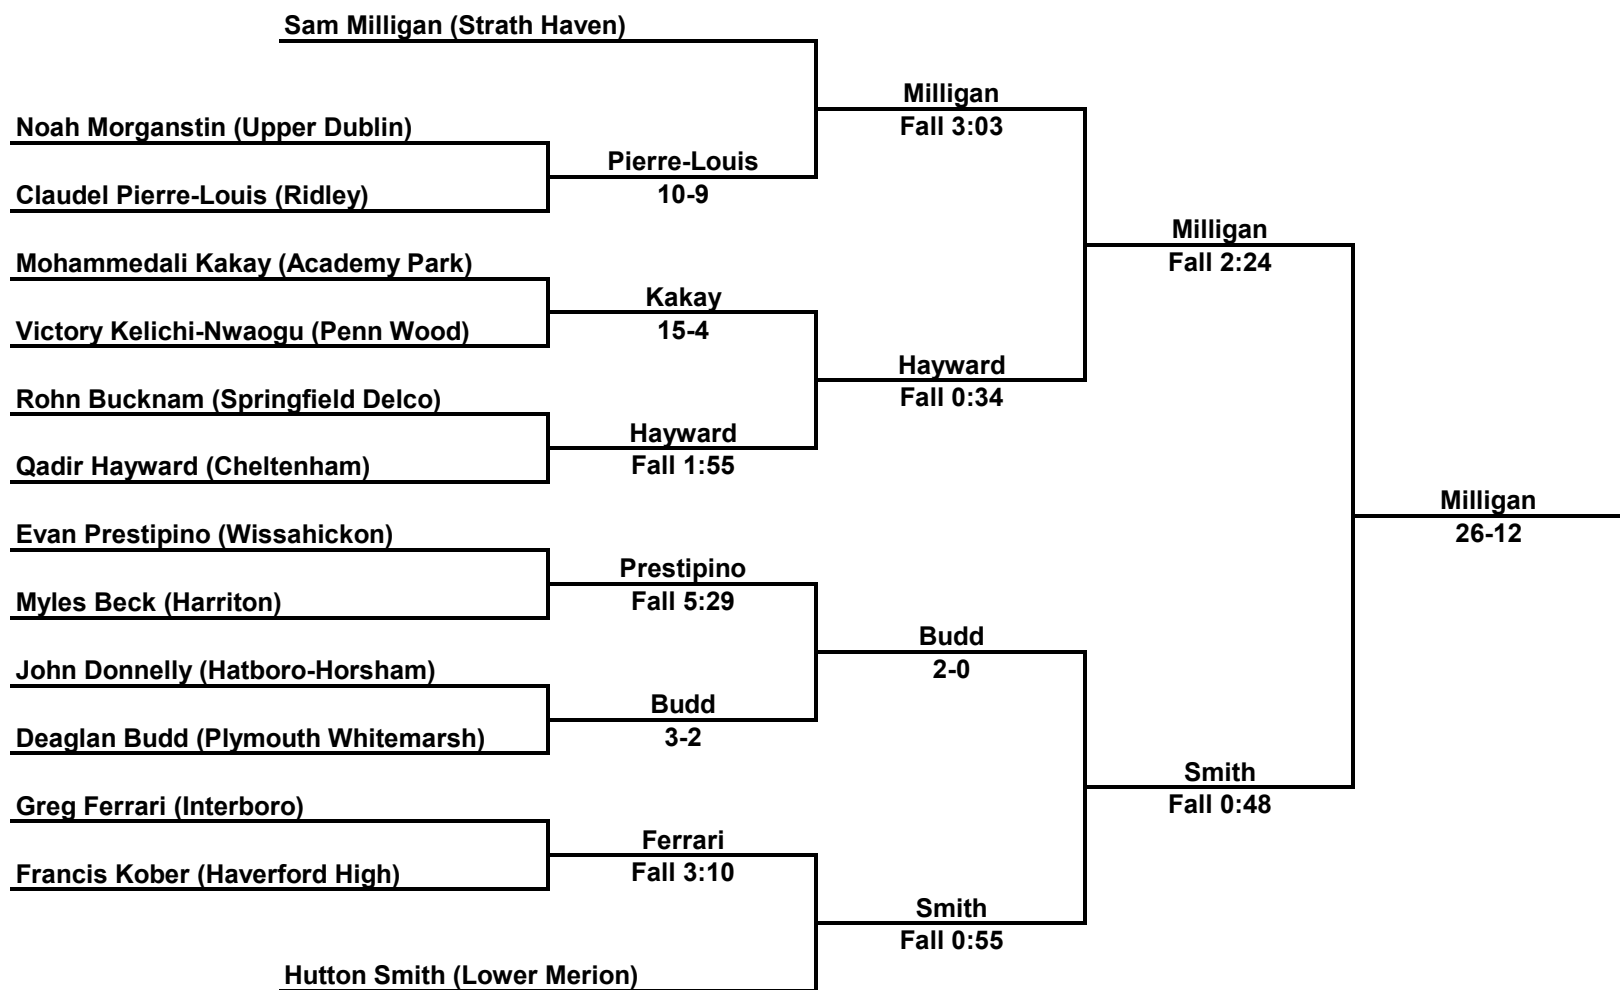 Sam Milligan (Strath Haven)
Milligan
Fall 3:03
Noah Morganstin (Upper Dublin)
Pierre-Louis
10-9
Claudel Pierre-Louis (Ridley)
Milligan
Fall 2:24
Mohammedali Kakay (Academy Park)
Kakay
15-4
Victory Kelichi-Nwaogu (Penn Wood)
Hayward
Fall 0:34
Rohn Bucknam (Springfield Delco)
Hayward
Fall 1:55
Qadir Hayward (Cheltenham)
Milligan
26-12
Evan Prestipino (Wissahickon)
Prestipino
Fall 5:29
Myles Beck (Harriton)
Budd
2-0
John Donnelly (Hatboro-Horsham)
Budd
3-2
Deaglan Budd (Plymouth Whitemarsh)
Smith
Fall 0:48
Greg Ferrari (Interboro)
Ferrari
Fall 3:10
Francis Kober (Haverford High)
Smith
Fall 0:55
Hutton Smith (Lower Merion)